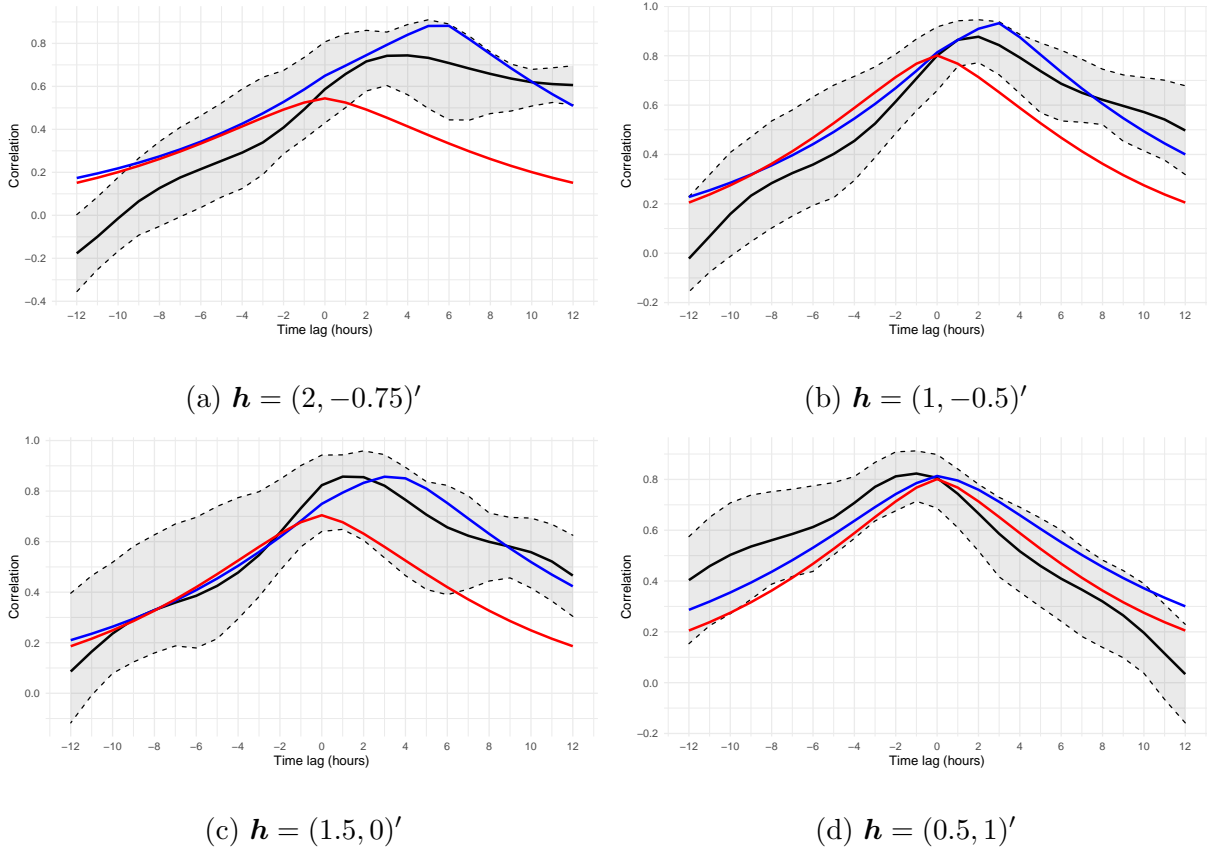 0.8
0.6
0.4
0.2
0.0
−0.2
−0.4
Correlation
−12 −10 −8 −6 −4 −2 0 2 4 6 8 10 12
Time lag (hours)
(a) h = (2, −0.75)′
1.0
0.8
0.6
0.4
0.2
0.0
−0.2
Correlation
−12 −10 −8 −6 −4 −2 0 2 4 6 8 10 12
Time lag (hours)
(b) h = (1, −0.5)′
1.0
0.8
0.6
0.4
0.2
0.0
Correlation
−12 −10 −8 −6 −4 −2 0 2 4 6 8 10 12
Time lag (hours)
(c) h = (1.5, 0)′
0.8
0.6
0.4
0.2
0.0
−0.2
Correlation
−12 −10 −8 −6 −4 −2 0 2 4 6 8 10 12
Time lag (hours)
(d) h = (0.5, 1)′